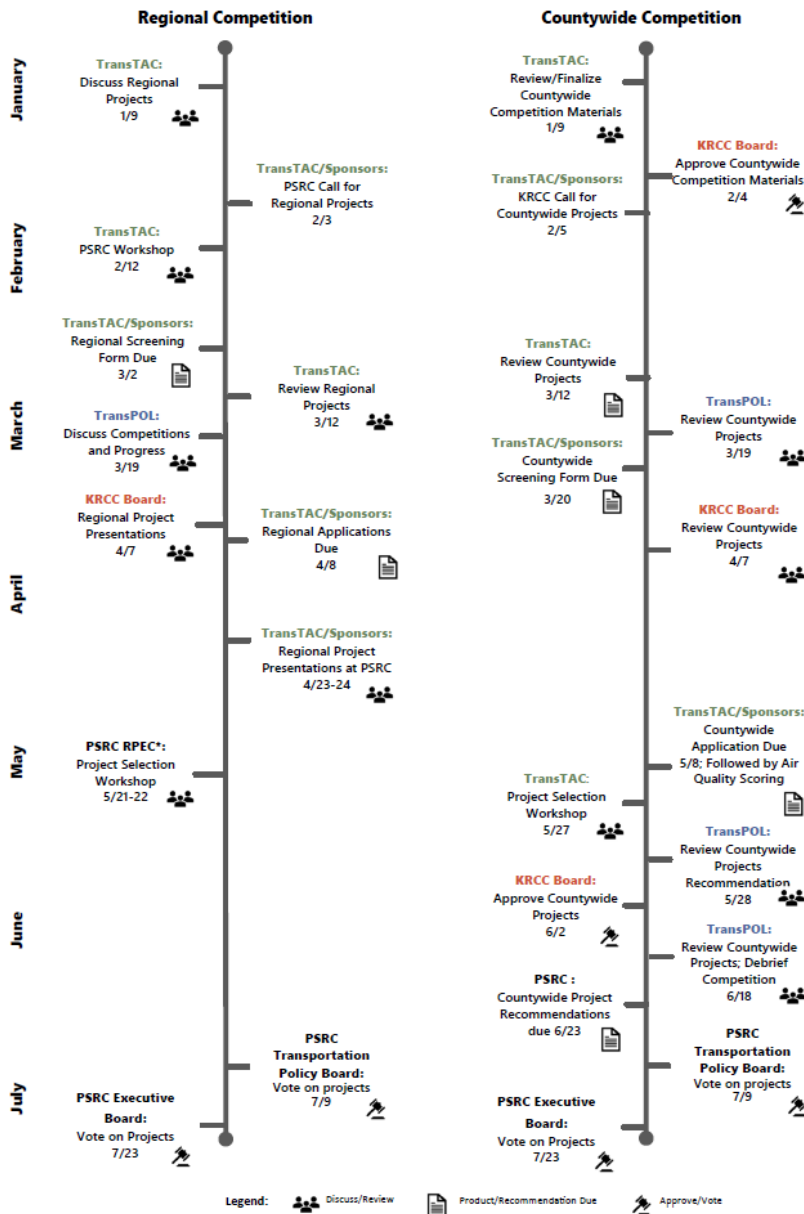 Regional Competition
January
February
March
April
May
June
July
TransTAC:
Discuss Regional
Projects
1/9
TransTAC/Sponsors:
PSRC Call for
Regional Projects
2/3
TransTAC:
PSRC Workshop
2/12
TransTAC/Sponsors:
Regional Screening
Form Due
3/2
TransTAC:
Review Regional
Projects
3/12
TransPOL:
Discuss Competitions
and Progress
3/19
KRCC Board:
Regional Project
Presentations
4/7
TransTAC/Sponsors:
Regional Applications
Due
4/8
TransTAC/Sponsors:
Regional Project
Presentations at PSRC
4/23-24
PSRC RPEC*:
Project Selection
Workshop
5/21-22
PSRC
Transportation
Policy Board:
Vote on projects
7/9
PSRC Executive
Board:
Vote on Projects
7/23
Countywide Competition
TransTAC:
Review/Finalize
Countywide
Competition Materials
1/9
KRCC Board:
Approve Countywide
Competition Materials
2/4
TransTAC/Sponsors:
KRCC Call for
Countywide Projects
2/5
TransTAC:
Review Countywide
Projects
3/12
TransPOL:
Review Countywide
Projects
3/19
TransTAC/Sponsors:
Countywide
Screening Form Due
3/20
KRCC Board:
Review Countywide
Projects
4/7
TransTAC/Sponsors:
Countywide
Application Due
5/8; Followed by Air
Quality Scoring
TransTAC:
Project Selection
Workshop
5/27
TransPOL:
Review Countywide
Projects
Recommendation
5/28
KRCC Board:
Approve Countywide
Projects
6/2
TransPOL:
Review Countywide
Projects; Debrief
Competition
6/18
PSRC :
Countywide Project
Recommendations
due 6/23
PSRC
Transportation
Policy Board:
Vote on projects
7/9
PSRC Executive
Board:
Vote on Projects
7/23
Legend:
Discuss/Review
Product/Recommendation Due
Approve/Vote